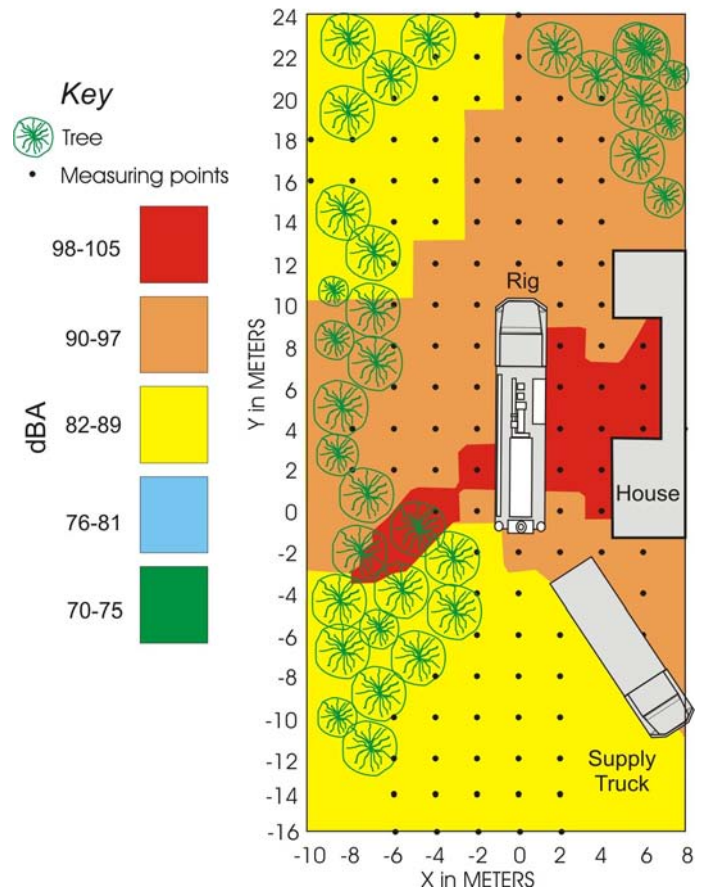 Key
Tree
Measuring points
98-105
90-97
82-89
76-81
70-75
dBA
24
22
20
18
16
14
12
10
8
6
4
2
0
-2
-4
-6
-8
-10
-12
-14
-16
Y in METERS
Rig
House
Supply
Truck
-10 -8 -6 -4 -2 0 2 4 6 8
X in METERS